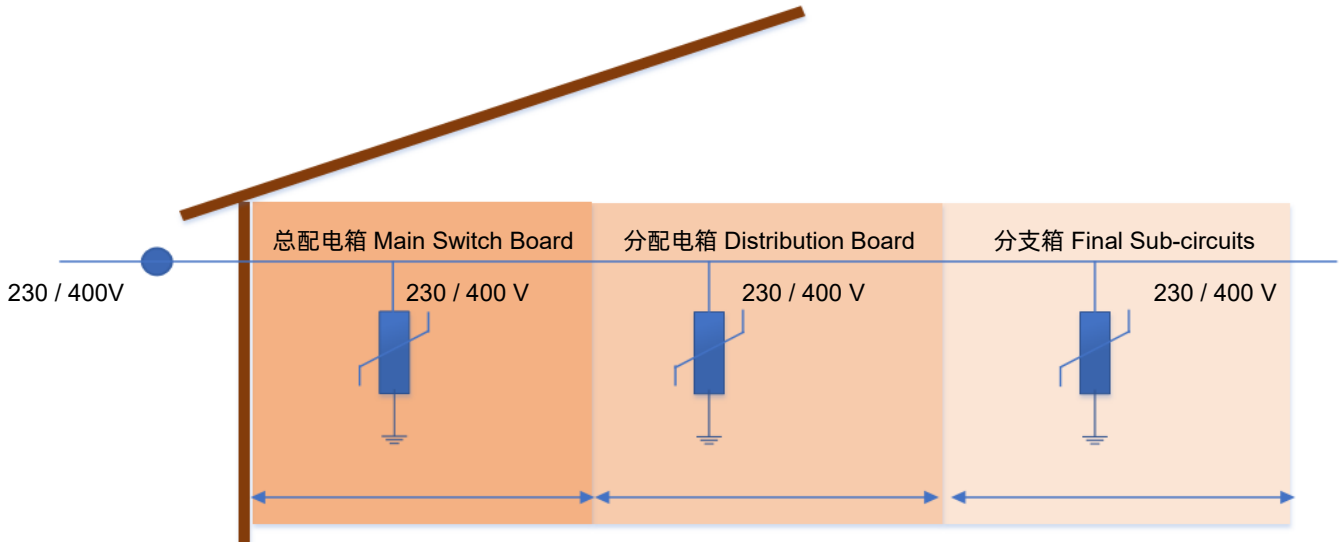 总配电箱 Main Switch Board
分配电箱 Distribution Board
分支箱 Final Sub-circuits
230 / 400V
230 / 400 V
230 / 400 V
230 / 400 V